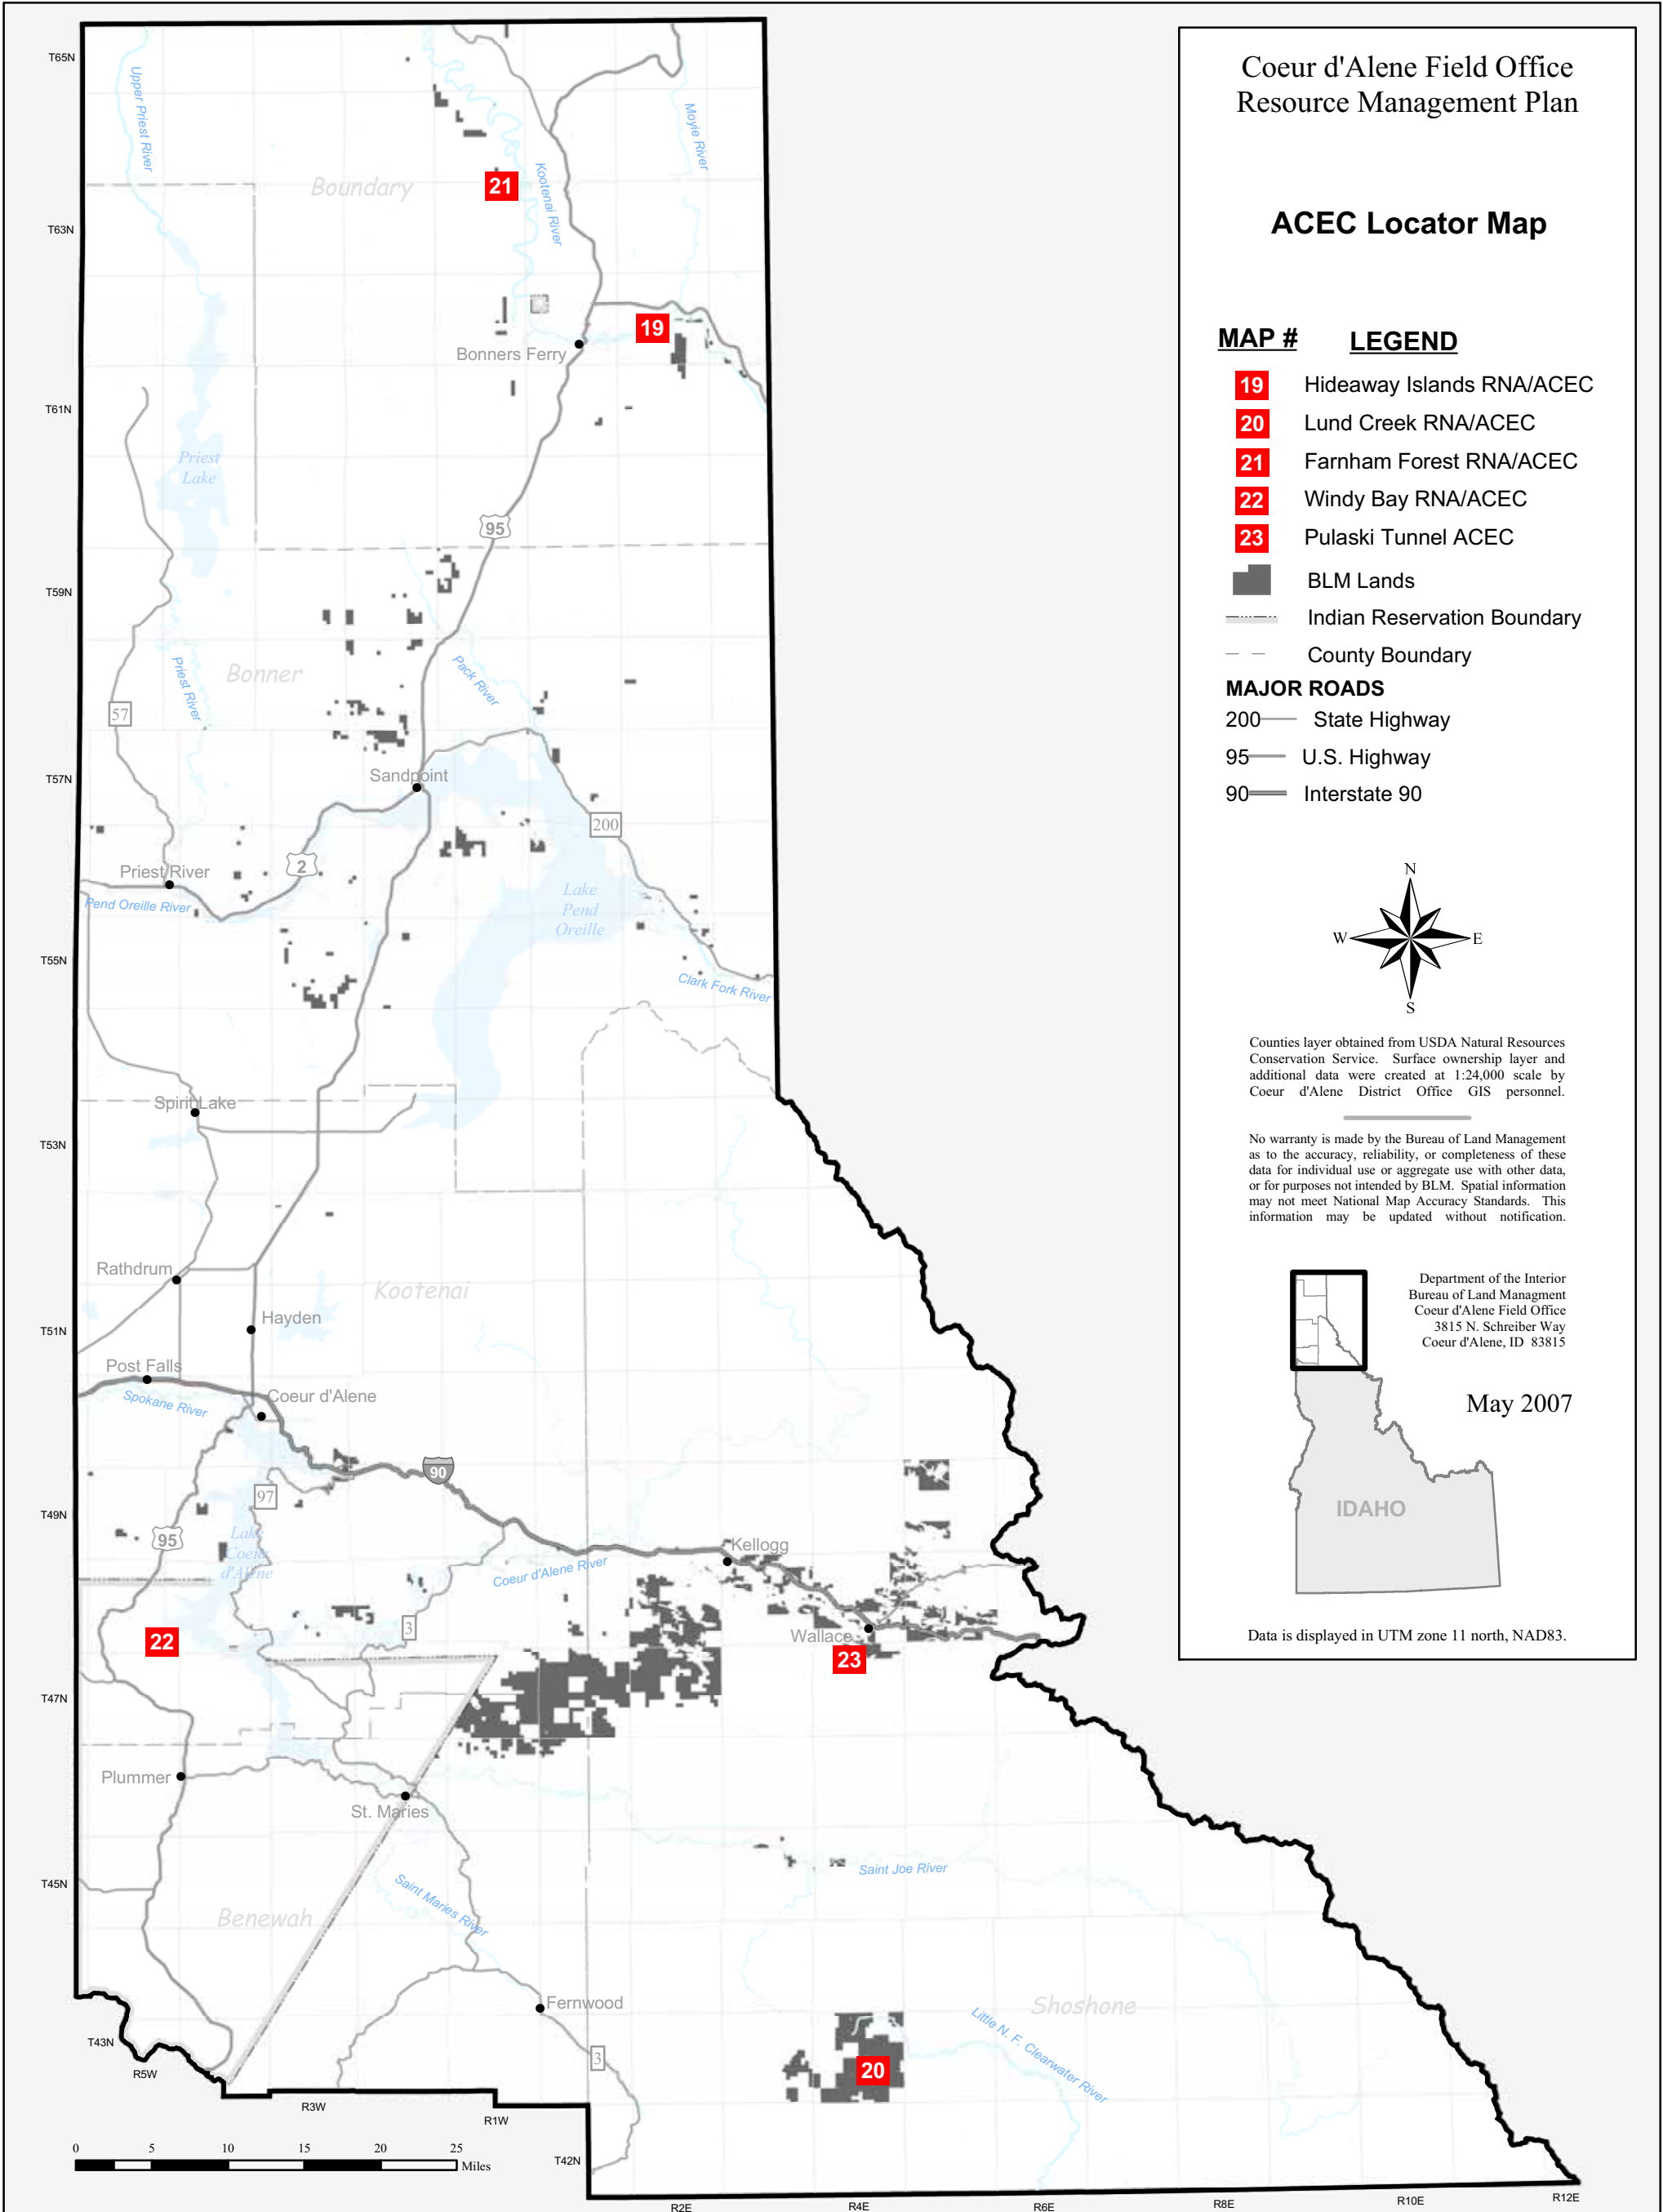 Coeur d'Alene Field Office
Resource Management Plan
ACEC Locator Map
MAP # LEGEND
19 Hideaway Islands RNA/ACEC
20 Lund Creek RNA/ACEC
21 Farnham Forest RNA/ACEC
22 Windy Bay RNA/ACEC
23 Pulaski Tunnel ACEC
BLM Lands
Indian Reservation Boundary
County Boundary
MAJOR ROADS
200 State Highway
95 U.S. Highway
90 Interstate 90
N
W E
S
Counties layer obtained from USDA Natural Resources
Conservation Service. Surface ownership layer and
additional data were created at 1:24,000 scale by
Coeur d'Alene District Office GIS personnel.
No warranty is made by the Bureau of Land Management
as to the accuracy, reliability, or completeness of these
data for individual use or aggregate use with other data,
or for purposes not intended by BLM. Spatial information
may not meet National Map Accuracy Standards. This
information may be updated without notification.
Department of the Interior
Bureau of Land Managment
Coeur d'Alene Field Office
3815 N. Schreiber Way
Coeur d'Alene, ID 83815
May 2007
IDAHO
Data is displayed in UTM zone 11 north, NAD83.
T65N
Upper Priest River
Moyie River
Kootenai River
Boundary
21
T63N
19
Bonners Ferry
T61N
Priest
Lake
95
T59N
Bonner
Priest River
Pack River
57
T57N
Sandpoint
200
2
Priest River
Pend Oreille River
Lake
Pend
Oreille
T55N
Clark Fork River
Spirit Lake
T53N
Rathdrum
Kootenai
Hayden
T51N
Post Falls
Spokane River
Coeur d'Alene
90
97
T49N
95
Lake
Coeur
d'Alene
Kellogg
Coeur d'Alene River
3
22
Wallace
23
T47N
Plummer
St. Maries
T45N
Saint Joe River
Saint Maries River
Benewah
Fernwood
Shoshone
Little N. F. Clearwater River
T43N
R5W
3
20
R3W
R1W
T42N
0 5 10 15 20 25
Miles
R2E
R4E
R6E
R8E
R10E
R12E